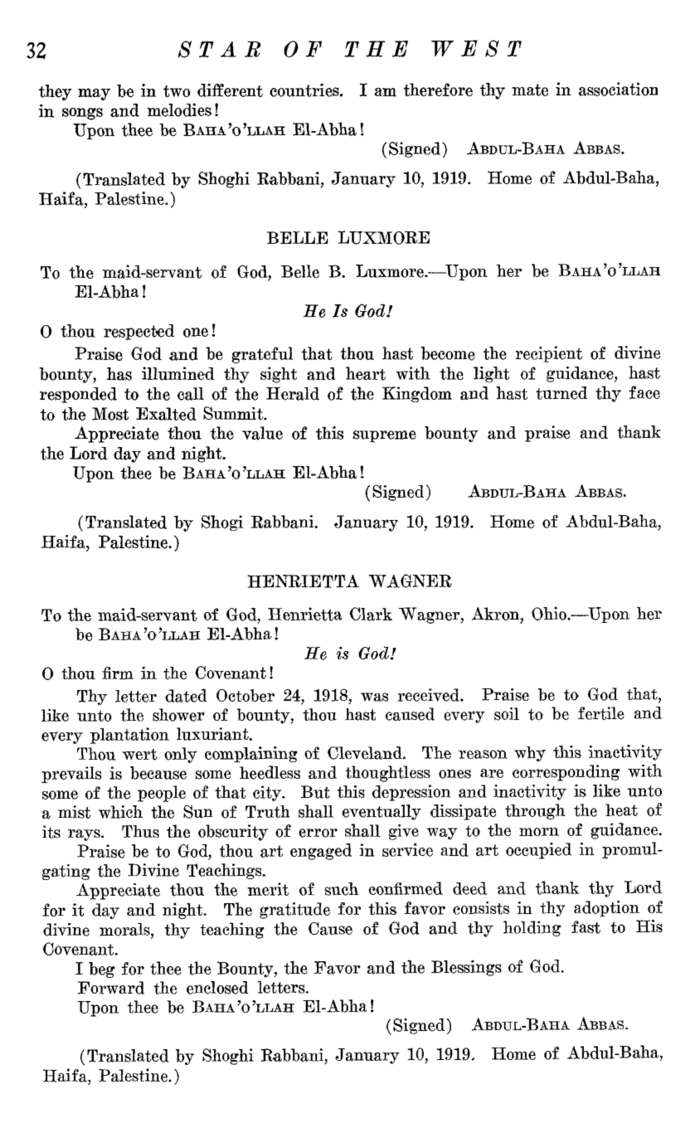 32 STAR OF THE WEST
they may be in two different countries. I am therefore thy mate in association
in songs and melodies!
Upon thee be BAHA'O'LLAH El-Abha!
(Signed) ABDUL-BAHA ABBAS.
(Translated by Shoghi Rabbani, January 10, 1919. Home of Abdul-Baha,
Haifa, Palestine.)
BELLE LUXMORE
To the maid-servant of God, Belle B. Luxmore.—Upon her be BAHA'O'LLAH
El-Abha!
He Is God!
O thou respected one!
Praise God and be grateful that thou hast become the recipient of divine
bounty, has illumined thy sight and heart with the light of guidance, hast
responded to the call of the Herald of the Kingdom and hast turned thy face
to the Most Exalted Summit.
Appreciate thou the value of this supreme bounty and praise and thank
the Lord day and night.
Upon thee be BAHA'O'LLAH El-Abha!
(Signed) ABDUL-BAHA ABBAS.
(Translated by Shogi Rabbani. January 10, 1919. Home of Abdul-Baha,
Haifa, Palestine.)
HENRIETTA WAGNER
To the maid-servant of God, Henrietta Clark Wagner, Akron, Ohio.—Upon her
be BAHA'O'LLAH El-Abha!
He is God!
O thou firm in the Covenant!
Thy letter dated October 24, 1918, was received. Praise be to God that,
like unto the shower of bounty, thou hast caused every soil to be fertile and
every plantation luxuriant.
Thou wert only complaining of Cleveland. The reason why this inactivity
prevails is because some heedless and thoughtless ones are corresponding with
some of the people of that city. But this depression and inactivity is like unto
a mist which the Sun of Truth shall eventually dissipate through the heat of
its rays. Thus the obscurity of error shall give way to the morn of guidance.
Praise be to God, thou art engaged in service and art occupied in promul-
gating the Divine Teachings.
Appreciate thou the merit of such confirmed deed and thank thy Lord
for it day and night. The gratitude for this favor consists in thy adoption of
divine morals, thy teaching the Cause of God and thy holding fast to His
Covenant.
I beg for thee the Bounty, the Favor and the Blessings of God.
Forward the enclosed letters.
Upon thee be BAHA'O'LLAH El-Abha!
(Signed) ABDUL-BAHA ABBAS.
(Translated by Shoghi Rabbani, January 10, 1919. Home of Abdul-Baha,
Haifa, Palestine.)